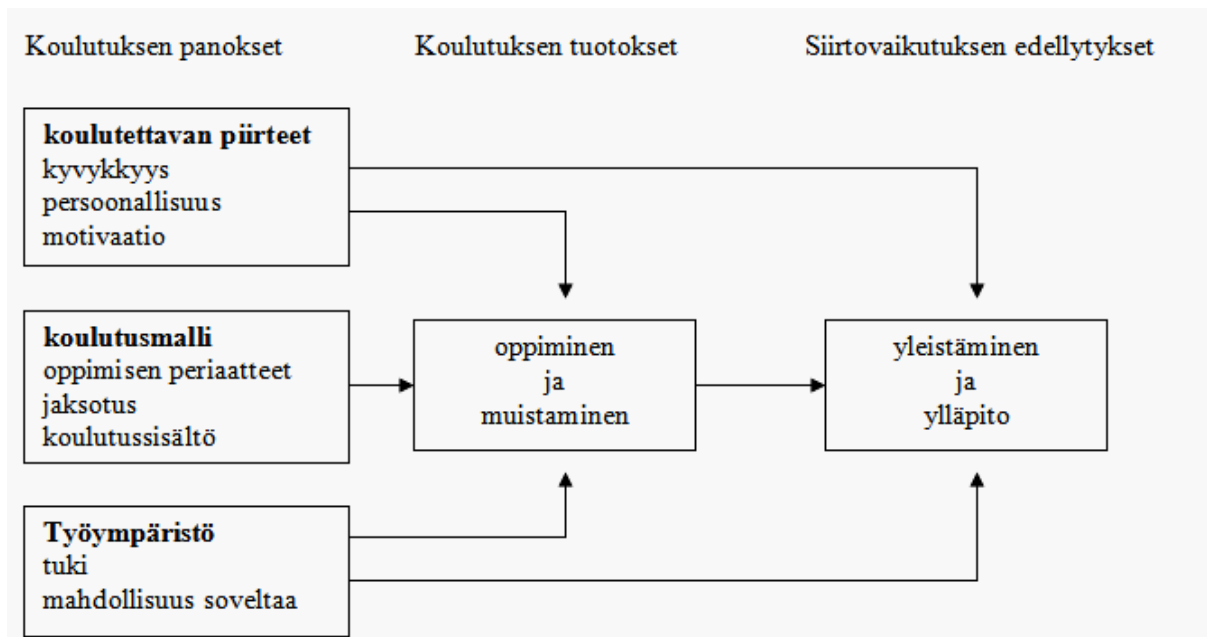 Koulutuksen panokset
Koulutuksen tuotokset
Siirtovaikutuksen edellytykset
koulutettavan piirteet
kyvykkyys
persoonallisuus
motivaatio
koulutusmalli
oppimisen periaatteet
jaksotus
koulutussisältö
oppiminen
ja
muistaminen
yleistäminen
ja
ylläpito
Työympäristö
tuki
mahdollisuus soveltaa